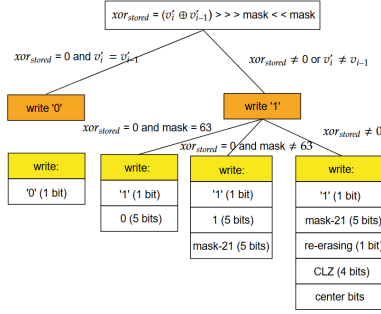 xor_stored = (v'_i ⊕ v'_{i−1}) >>> mask << mask
xor_stored = 0 and v'_i = v'_{i−1}
xor_stored ≠ 0 or v'_i ≠ v_{i−1}
write '0'
write '1'
xor_stored = 0 and mask = 63
xor_stored = 0 and mask ≠ 63
xor_stored ≠ 0
write:
'0' (1 bit)
write:
'1' (1 bit)
0 (5 bits)
write:
'1' (1 bit)
1 (5 bits)
mask-21 (5 bits)
write:
'1' (1 bit)
mask-21 (5 bits)
re-erasing (1 bit)
CLZ (4 bits)
center bits